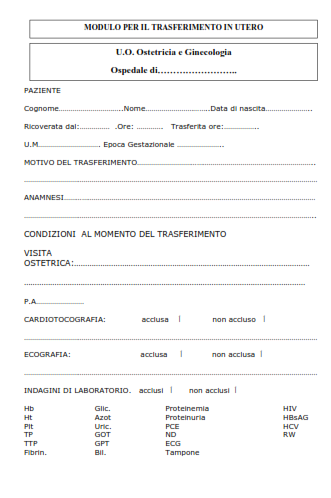 MODULO PER IL TRASFERIMENTO IN UTERO
U.O. Ostetricia e Ginecologia
Ospedale di……………………..
PAZIENTE
Cognome............................Nome............................Data di nascita....................
Ricoverata dal:............. .Ore: ............ Trasferita ore:...............
U.M........................... Epoca Gestazionale .....................
MOTIVO DEL TRASFERIMENTO..............................................................................
........................................................................................................................
ANAMNESI........................................................................................................
........................................................................................................................
CONDIZIONI AL MOMENTO DEL TRASFERIMENTO
VISITA
OSTETRICA:.......................................................................................
........................................................................................................
P.A.....................
CARDIOTOCOGRAFIA: acclusa | non accluso |
........................................................................................................................
ECOGRAFIA: acclusa | non acclusa |
........................................................................................................................
INDAGINI DI LABORATORIO. acclusi | non acclusi |
Hb Glic. Proteinemia HIV
Ht Azot Proteinuria HBsAG
Plt Uric. PCE HCV
TP GOT ND RW
TTP GPT ECG
Fibrin. Bil. Tampone